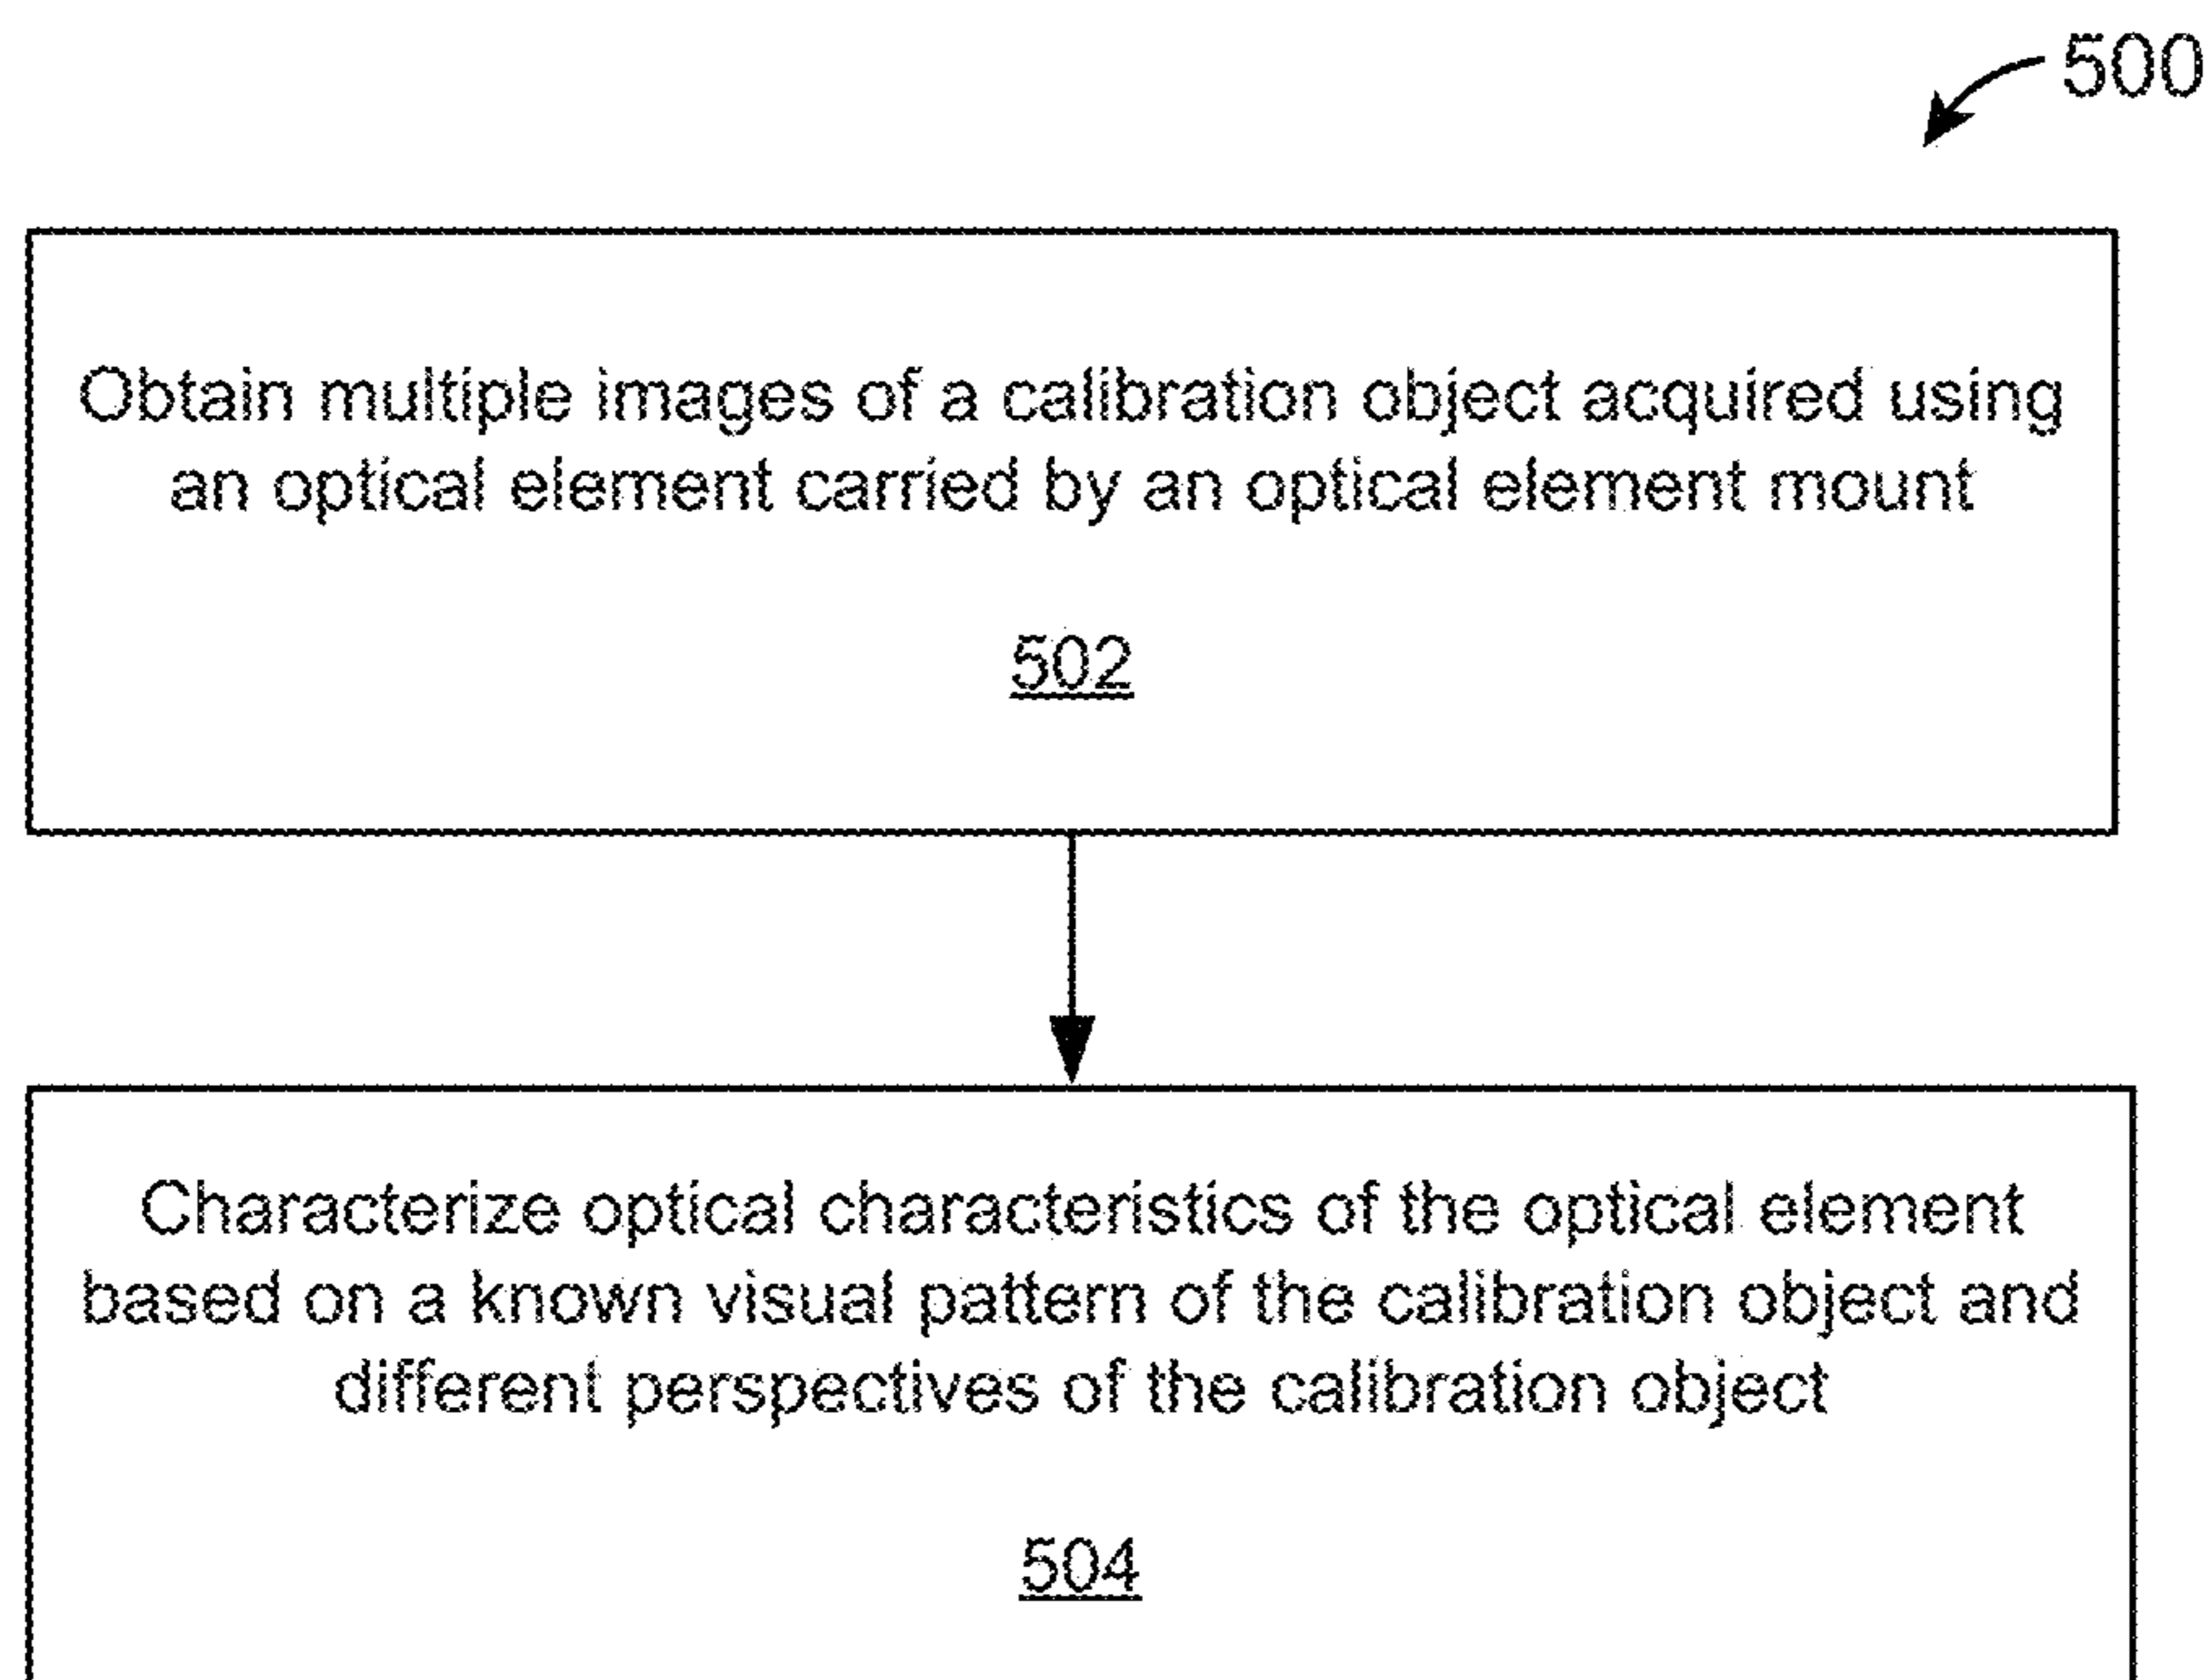 500
Obtain multiple images of a calibration object acquired using
an optical element carried by an optical element mount
502
Characterize optical characteristics of the optical element
based on a known visual pattern of the calibration object and
different perspectives of the calibration object
504